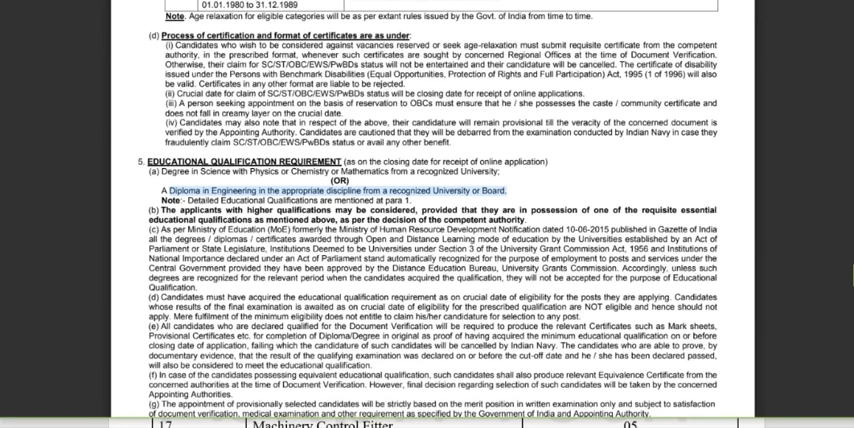 01.01.1980 to 31.12.1989
Note. Age relaxation for eligible categories will be as per extant rules issued by the Govt. of India from time to time.
(d) Process of certification and format of certificates are as under:
(i) Candidates who wish to be considered against vacancies reserved or seek age-relaxation must submit requisite certificate from the competent
authority, in the prescribed format, whenever such certificates are sought by concerned Regional Offices at the time of Document Verification.
Otherwise, their claim for SC/ST/OBC/EWS/PwBDs status will not be entertained and their candidature will be cancelled. The certificate of disability
issued under the Persons with Benchmark Disabilities (Equal Opportunities, Protection of Rights and Full Participation) Act, 1995 (1 of 1996) will also
be valid. Certificates in any other format are liable to be rejected.
(ii) Crucial date for claim of SC/ST/OBC/EWS/PwBDs status will be closing date for receipt of online applications.
(iii) A person seeking appointment on the basis of reservation to OBCs must ensure that he / she possesses the caste / community certificate and
does not fall in creamy layer on the crucial date.
(iv) Candidates may also note that in respect of the above, their candidature will remain provisional till the veracity of the concerned document is
verified by the Appointing Authority. Candidates are cautioned that they will be debarred from the examination conducted by Indian Navy in case they
fraudulently claim SC/ST/OBC/EWS/PwBDs status or avail any other benefit.
5. EDUCATIONAL QUALIFICATION REQUIREMENT (as on the closing date for receipt of online application)
(a) Degree in Science with Physics or Chemistry or Mathematics from a recognized University;
(OR)
A Diploma in Engineering in the appropriate discipline from a recognized University or Board.
Note:- Detailed Educational Qualifications are mentioned at para 1.
(b) The applicants with higher qualifications may be considered, provided that they are in possession of one of the requisite essential
educational qualifications as mentioned above, as per the decision of the competent authority.
(c) As per Ministry of Education (MoE) formerly the Ministry of Human Resource Development Notification dated 10-06-2015 published in Gazette of India
all the degrees / diplomas / certificates awarded through Open and Distance Learning mode of education by the Universities established by an Act of
Parliament or State Legislature, Institutions Deemed to be Universities under Section 3 of the University Grant Commission Act, 1956 and Institutions of
National Importance declared under an Act of Parliament stand automatically recognized for the purpose of employment to posts and services under the
Central Government provided they have been approved by the Distance Education Bureau, University Grants Commission. Accordingly, unless such
degrees are recognized for the relevant period when the candidates acquired the qualification, they will not be accepted for the purpose of Educational
Qualification.
(d) Candidates must have acquired the educational qualification requirement as on crucial date of eligibility for the posts they are applying. Candidates
whose results of the final examination is awaited as on crucial date of eligibility for the prescribed qualification are NOT eligible and hence should not
apply. Mere fulfilment of the minimum eligibility does not entitle to claim his/her candidature for selection to any post.
(e) All candidates who are declared qualified for the Document Verification will be required to produce the relevant Certificates such as Mark sheets,
Provisional Certificates etc. for completion of Diploma/Degree in original as proof of having acquired the minimum educational qualification on or before
closing date of application, failing which the candidature of such candidates will be cancelled by Indian Navy. The candidates who are able to prove, by
documentary evidence, that the result of the qualifying examination was declared on or before the cut-off date and he / she has been declared passed,
will also be considered to meet the educational qualification.
(f) In case of the candidates possessing equivalent educational qualification, such candidates shall also produce relevant Equivalence Certificate from the
concerned authorities at the time of Document Verification. However, final decision regarding selection of such candidates will be taken by the concerned
Appointing Authorities.
(g) The appointment of provisionally selected candidates will be strictly based on the merit position in written examination only and subject to satisfaction
of document verification, medical examination and other requirement as specified by the Government of India and Appointing Authority.
17 Machinery Control Fitter 05